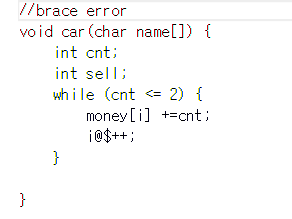 //brace error
void car(char name[]) {
    int cnt;
    int sell;
    while (cnt <= 2) {
        money[i] +=cnt;
        i@$++;
    }

}